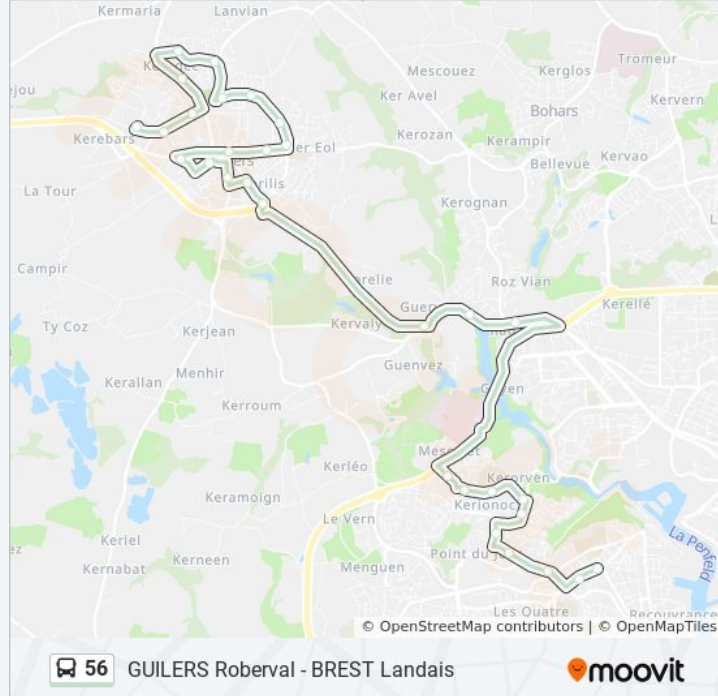 Kermaria
Lanvian
Tromeur
Mescouez
Kerglos
Ker Avel
Kervern
Bohars
Kerebars
Kerozan
Kerampir
Kervao
Bellevue
La Tour
Kerognan
Campir
Roz Vian
Kerellé
Ty Coz
Kerjean
Kervaly
Menhir
Guenvez
Kerallan
Kerroum
Kerléo
Keramoign
Kerorven
Le Vern
La Penfeld
Keriel
Kerneen
Point du
Kernabat
Menguen
Les Quatre
Recouvrance
© OpenStreetMap contributors | © OpenMapTiles
56 GUILERS Roberval - BREST Landais
moovit